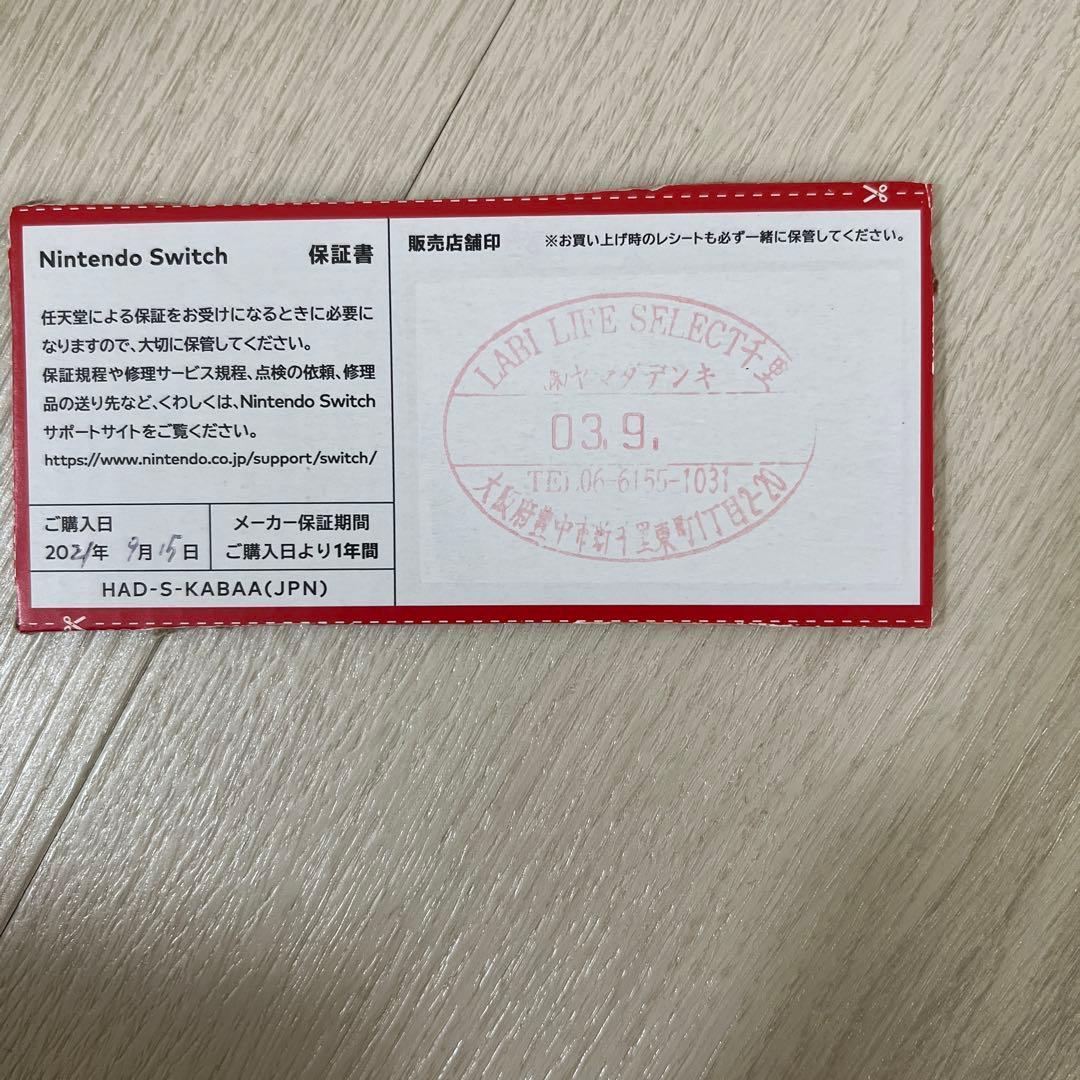 Nintendo Switch 保証書
任天堂による保証をお受けになるときに必要に
なりますので、大切に保管してください。
保証規程や修理サービス規程、点検の依頼、修理
品の送り先など、くわしくは、Nintendo Switch
サポートサイトをご覧ください。
https://www.nintendo.co.jp/support/switch/
ご購入日
2021年 9月15日
メーカー保証期間
ご購入日より1年間
HAD-S-KABAA(JPN)
販売店舗印 ※お買い上げ時のレシートも必ず一緒に保管してください。
LABI LIFE SELECT千里
㈱ヤマダデンキ
03.9.
TEL06-6155-1031
大阪府豊中市新千里東町1丁目2-20